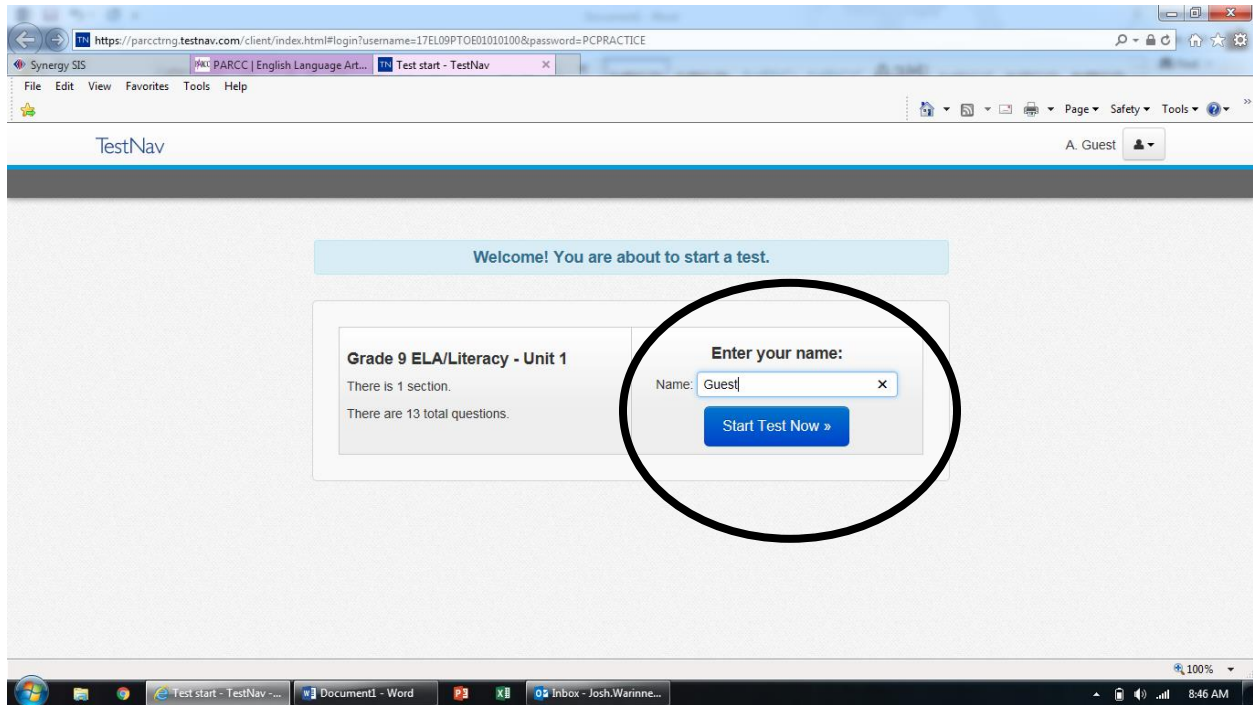 https://parcctrng.testnav.com/client/index.html#login?username=17EL09PTOE01010100&password=PCPRACTICE
Synergy SIS
PARCC | English Language Art...
TN Test start - TestNav
File Edit View Favorites Tools Help
Page Safety Tools
TestNav
A. Guest
Welcome! You are about to start a test.
Grade 9 ELA/Literacy - Unit 1
There is 1 section.
There are 13 total questions.
Enter your name:
Name: Guest
Start Test Now »
100%
Test start - TestNav -...
Document1 - Word
Inbox - Josh.Warinne...
8:46 AM